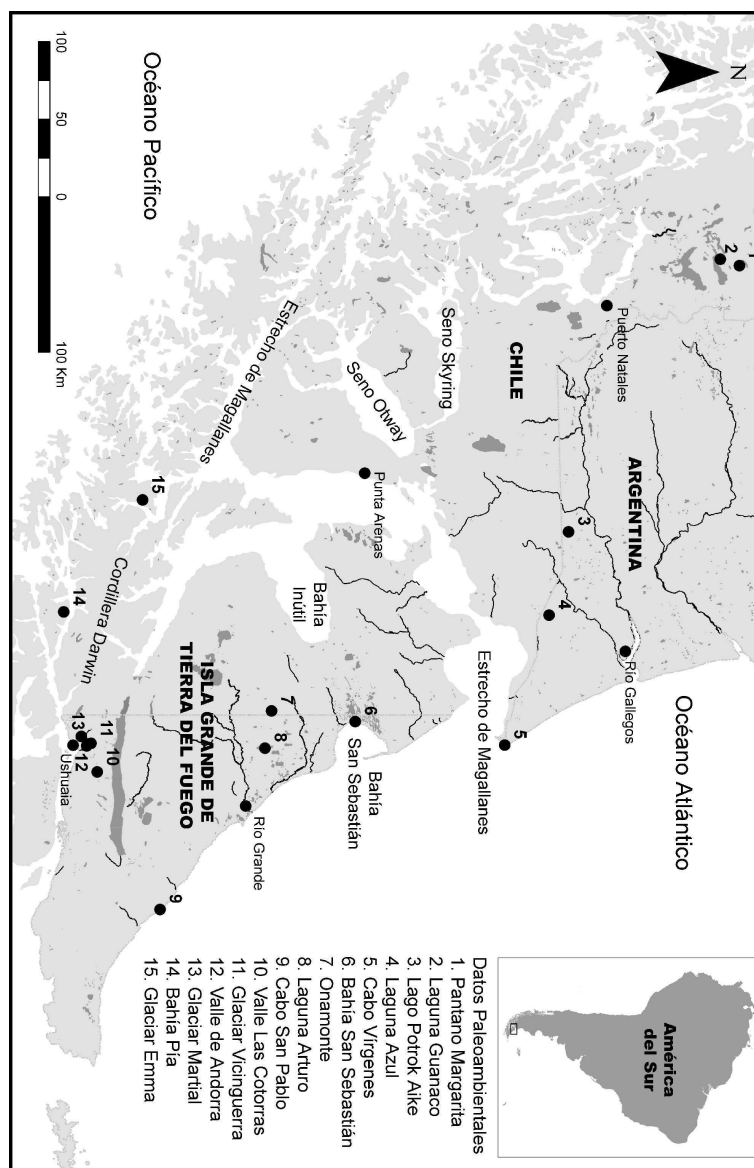 N
100
50
0
100 Km
Océano Pacífico
Océano Atlántico
1
2
Puerto Natales
CHILE
ARGENTINA
Seno Skyring
Seno Otway
Estrecho de Magallanes
Punta Arenas
3
4
Río Gallegos
5
Estrecho de Magallanes
Bahía
Inútil
6
Bahía
San Sebastián
7
8
ISLA GRANDE DE
TIERRA DEL FUEGO
Río Grande
9
Cordillera Darwin
15
14
13
11
10
12
Ushuaia
América
del Sur
Datos Paleoambientales
1. Pantano Margarita
2. Laguna Guanaco
3. Lago Potrok Aike
4. Laguna Azul
5. Cabo Vírgenes
6. Bahía San Sebastián
7. Onamonte
8. Laguna Arturo
9. Cabo San Pablo
10. Valle Las Cotorras
11. Glaciar Vicinguerra
12. Valle de Andorra
13. Glaciar Martial
14. Bahía Pía
15. Glaciar Emma